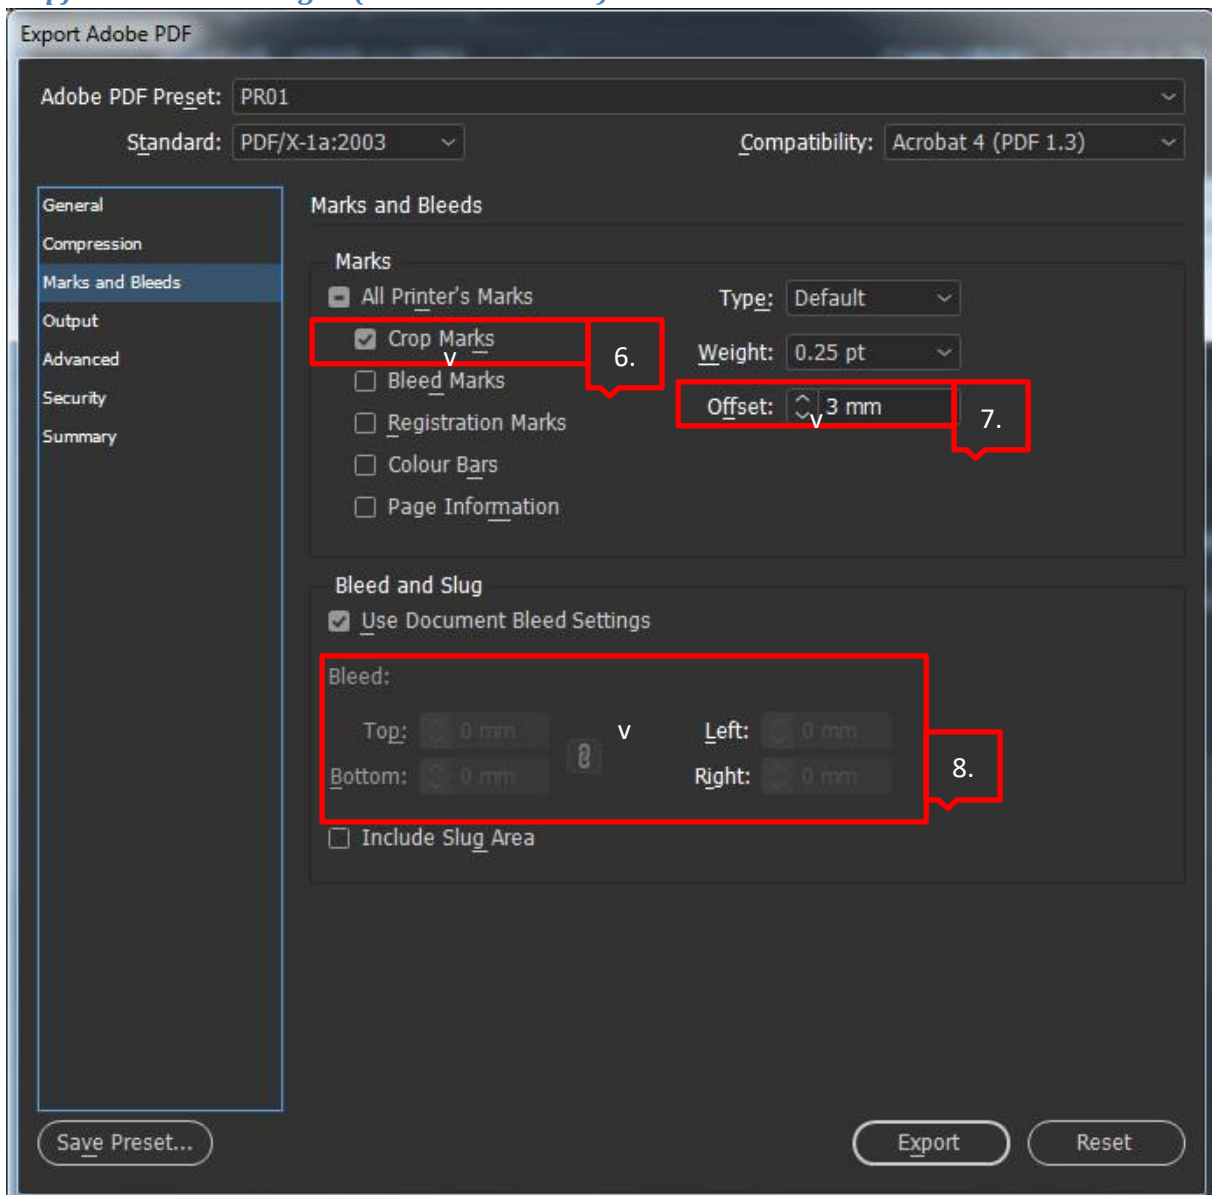 Export Adobe PDF
Adobe PDF Preset: PR01
Standard: PDF/X-1a:2003 Compatibility: Acrobat 4 (PDF 1.3)
General
Compression
Marks and Bleeds
Output
Advanced
Security
Summary
Marks and Bleeds
Marks
All Printer's Marks
Crop Marks
v
6.
Bleed Marks
Registration Marks
Colour Bars
Page Information
Type: Default
Weight: 0.25 pt
Offset: 3 mm
v
7.
Bleed and Slug
Use Document Bleed Settings
Bleed:
Top: 0 mm v Left: 0 mm
Bottom: 0 mm Right: 0 mm
8.
Include Slug Area
Save Preset... Export Reset